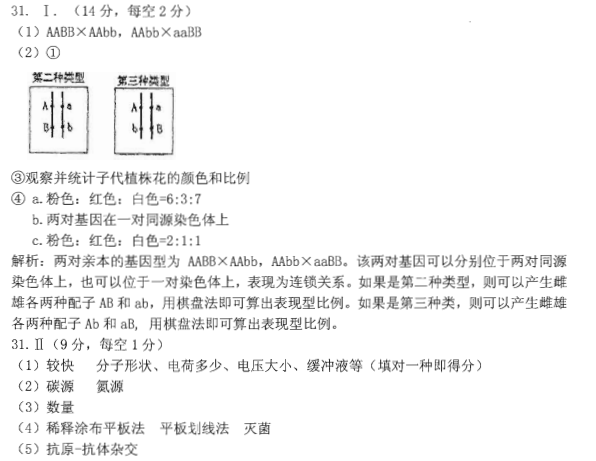 31. Ⅰ. （14分，每空2分）
（1）AABB×AAbb，AAbb×aaBB
（2）①
第二种类型 第三种类型
A a A a
B b b B
③观察并统计子代植株花的颜色和比例
④ a.粉色：红色：白色=6:3:7
b.两对基因在一对同源染色体上
c.粉色：红色：白色=2:1:1
解析：两对亲本的基因型为 AABB×AAbb，AAbb×aaBB。该两对基因可以分别位于两对同源
染色体上，也可以位于一对染色体上，表现为连锁关系。如果是第二种类型，则可以产生雌
雄各两种配子 AB 和 ab，用棋盘法即可算出表现型比例。如果是第三种类，则可以产生雌雄
各两种配子 Ab 和 aB, 用棋盘法即可算出表现型比例。
31.Ⅱ（9分，每空1分）
（1）较快 分子形状、电荷多少、电压大小、缓冲液等（填对一种即得分）
（2）碳源 氮源
（3）数量
（4）稀释涂布平板法 平板划线法 灭菌
（5）抗原-抗体杂交